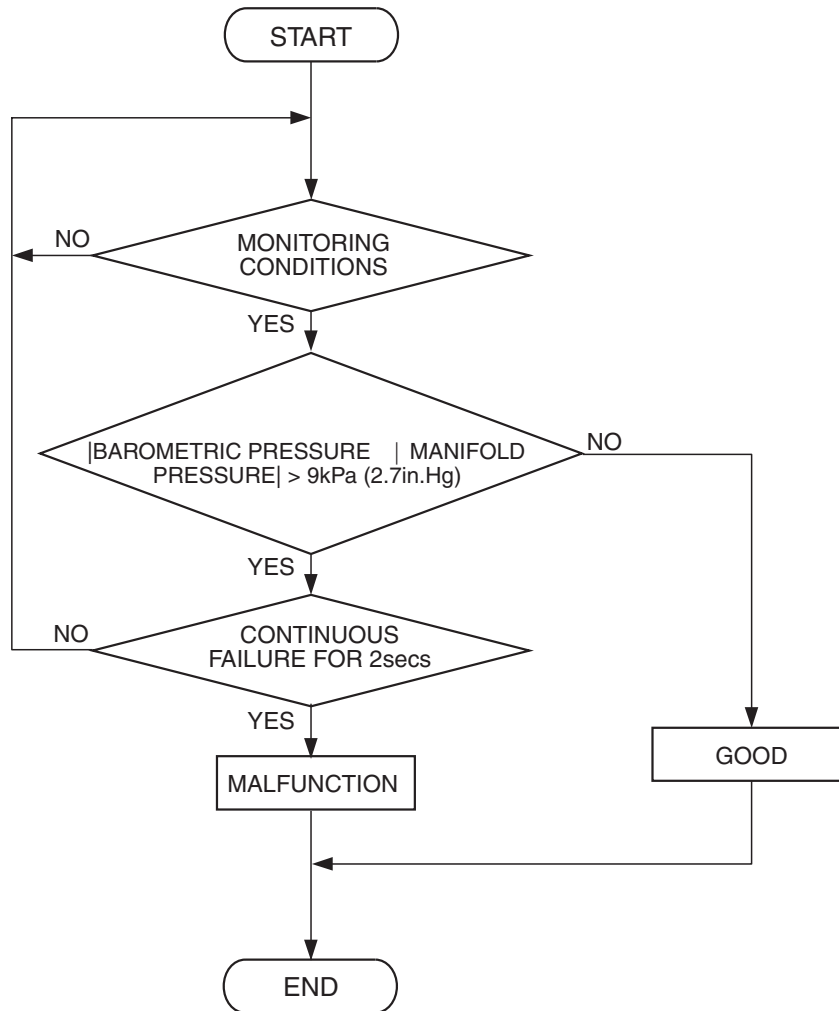 START
MONITORING
CONDITIONS
NO
YES
|BAROMETRIC PRESSURE | MANIFOLD
PRESSURE| > 9kPa (2.7in.Hg)
NO
YES
CONTINUOUS
FAILURE FOR 2secs
NO
YES
MALFUNCTION
GOOD
END